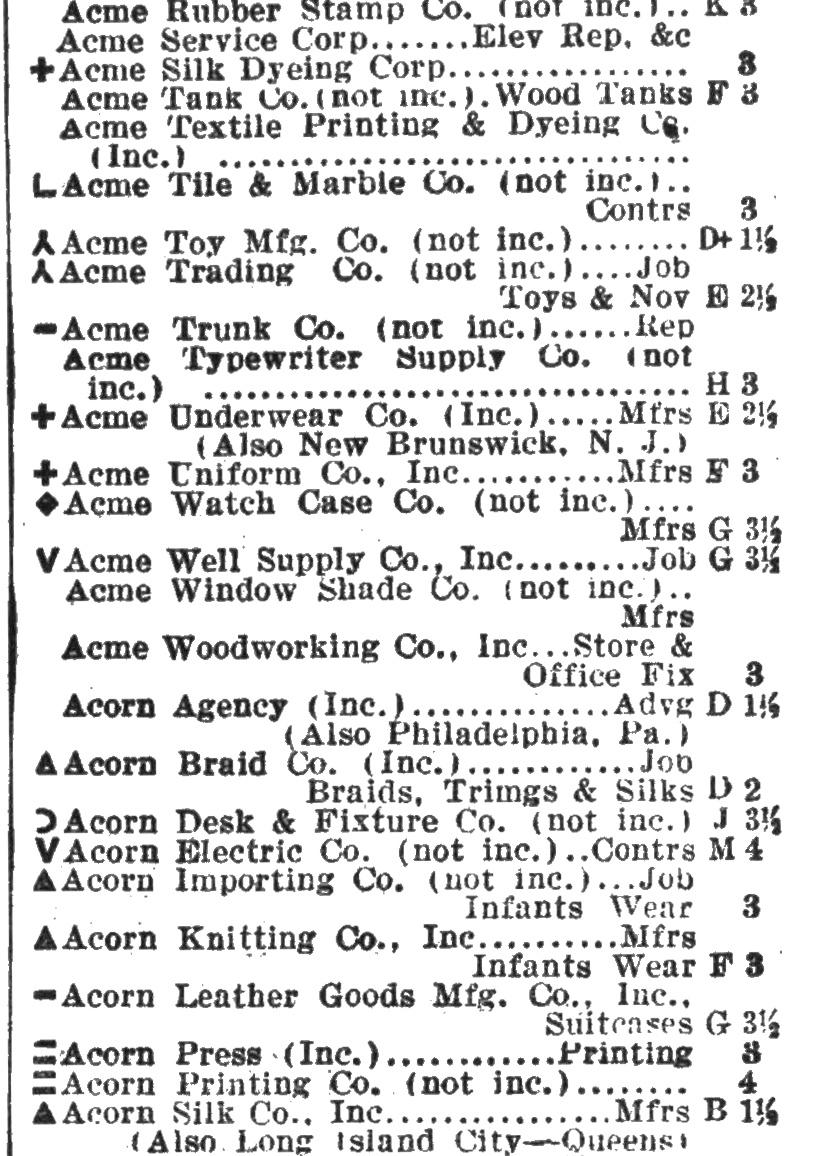 Acme Rubber Stamp Co. (not inc.).. K 3
Acme Service Corp.......Elev Rep, &c
+Acme Silk Dyeing Corp................. 3
Acme Tank Co.(not inc.).Wood Tanks F 3
Acme Textile Printing & Dyeing Co.
(Inc.) .................................
Acme Tile & Marble Co. (not inc.)..
Contrs 3
Acme Toy Mfg. Co. (not inc.)........ D+ 1½
Acme Trading Co. (not inc.)....Job
Toys & Nov E 2½
Acme Trunk Co. (not inc.)......Rep
Acme Typewriter Supply Co. (not
inc.) .................................. H 3
+Acme Underwear Co. (Inc.).....Mfrs E 2½
(Also New Brunswick, N. J.)
+Acme Uniform Co., Inc...........Mfrs F 3
◆Acme Watch Case Co. (not inc.)....
Mfrs G 3½
V Acme Well Supply Co., Inc.........Job G 3½
Acme Window Shade Co. (not inc.)..
Mfrs
Acme Woodworking Co., Inc...Store &
Office Fix 3
Acorn Agency (Inc.)..............Advg D 1½
(Also Philadelphia, Pa.)
▲Acorn Braid Co. (Inc.)............Job
Braids, Trimgs & Silks D 2
Acorn Desk & Fixture Co. (not inc.) J 3½
V Acorn Electric Co. (not inc.)..Contrs M 4
▲Acorn Importing Co. (not inc.)...Job
Infants Wear 3
▲Acorn Knitting Co., Inc..........Mfrs
Infants Wear F 3
Acorn Leather Goods Mfg. Co., Inc.,
Suitcases G 3½
Acorn Press (Inc.)............Printing 3
Acorn Printing Co. (not inc.)........ 4
▲Acorn Silk Co., Inc................Mfrs B 1½
(Also Long Island City—Queens)